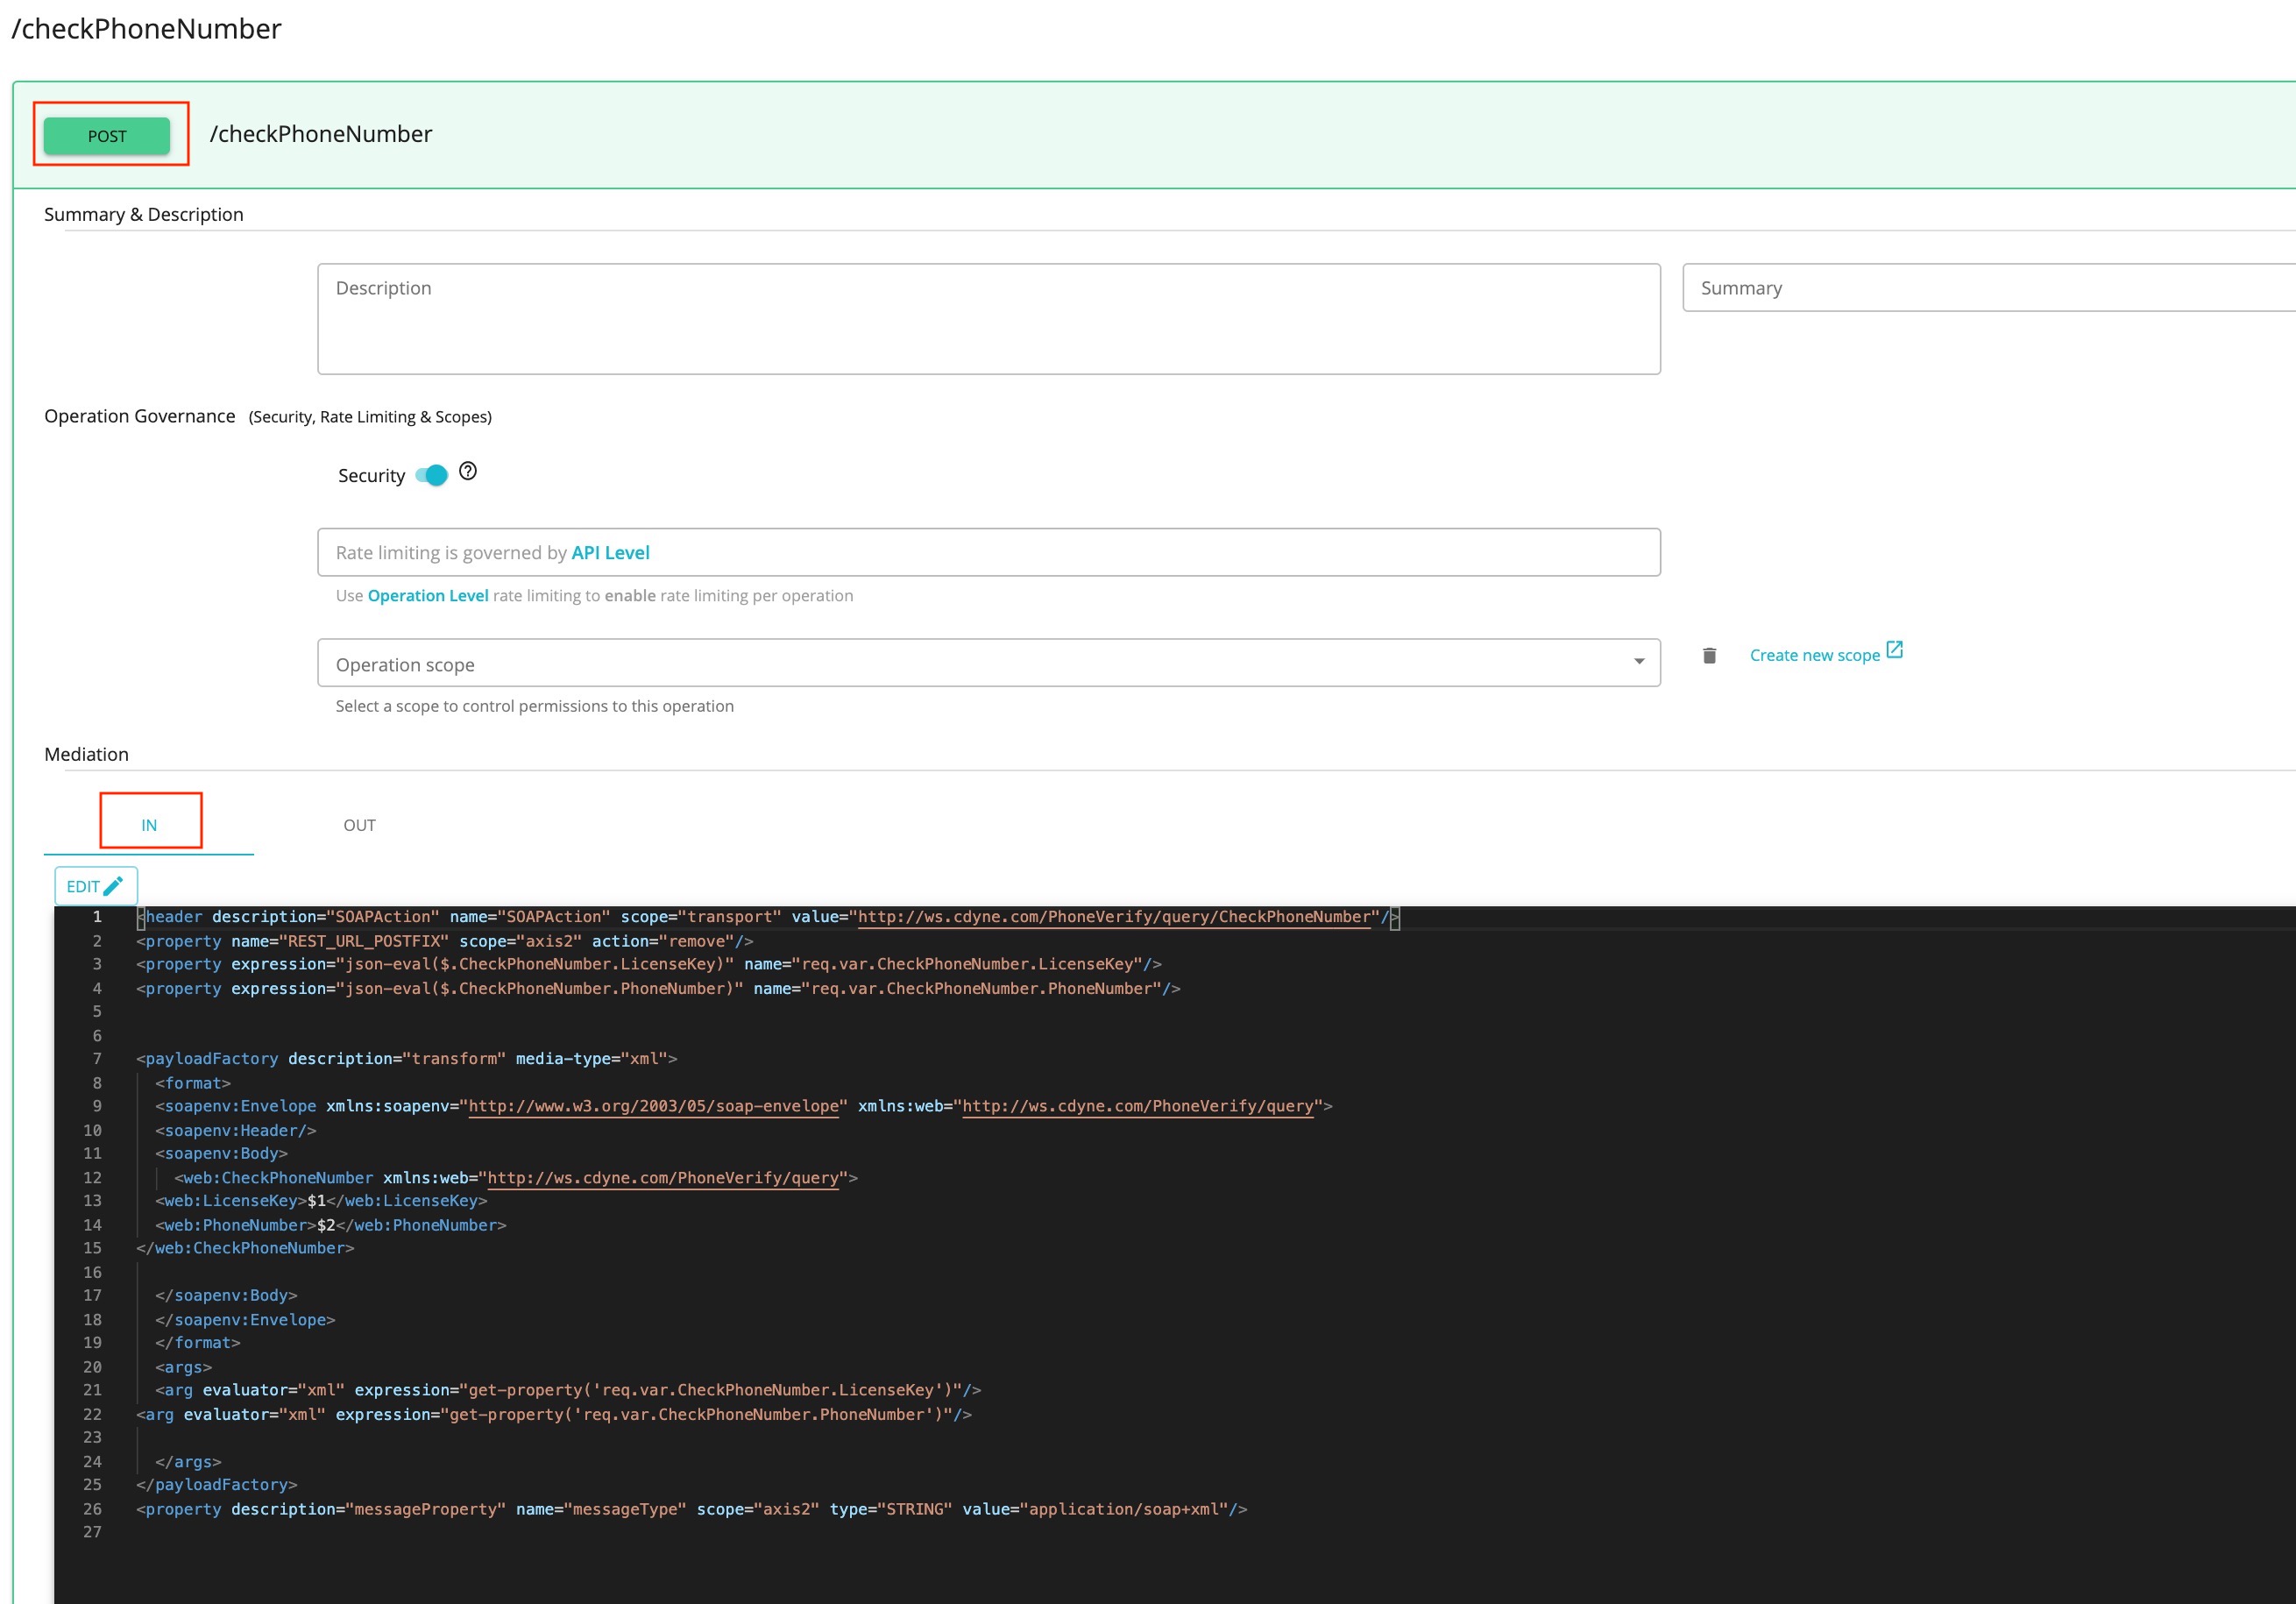 /checkPhoneNumber
POST /checkPhoneNumber
Summary & Description
Description
Summary
Operation Governance (Security, Rate Limiting & Scopes)
Security
Rate limiting is governed by API Level
Use Operation Level rate limiting to enable rate limiting per operation
Operation scope
Create new scope
Select a scope to control permissions to this operation
Mediation
IN OUT
EDIT
1 <header description="SOAPAction" name="SOAPAction" scope="transport" value="http://ws.cdyne.com/PhoneVerify/query/CheckPhoneNumber"/>
2 <property name="REST_URL_POSTFIX" scope="axis2" action="remove"/>
3 <property expression="json-eval($.CheckPhoneNumber.LicenseKey)" name="req.var.CheckPhoneNumber.LicenseKey"/>
4 <property expression="json-eval($.CheckPhoneNumber.PhoneNumber)" name="req.var.CheckPhoneNumber.PhoneNumber"/>
5
6
7 <payloadFactory description="transform" media-type="xml">
8 <format>
9 <soapenv:Envelope xmlns:soapenv="http://www.w3.org/2003/05/soap-envelope" xmlns:web="http://ws.cdyne.com/PhoneVerify/query">
10 <soapenv:Header/>
11 <soapenv:Body>
12 <web:CheckPhoneNumber xmlns:web="http://ws.cdyne.com/PhoneVerify/query">
13 <web:LicenseKey>$1</web:LicenseKey>
14 <web:PhoneNumber>$2</web:PhoneNumber>
15 </web:CheckPhoneNumber>
16
17 </soapenv:Body>
18 </soapenv:Envelope>
19 </format>
20 <args>
21 <arg evaluator="xml" expression="get-property('req.var.CheckPhoneNumber.LicenseKey')"/>
22 <arg evaluator="xml" expression="get-property('req.var.CheckPhoneNumber.PhoneNumber')"/>
23
24 </args>
25 </payloadFactory>
26 <property description="messageProperty" name="messageType" scope="axis2" type="STRING" value="application/soap+xml"/>
27